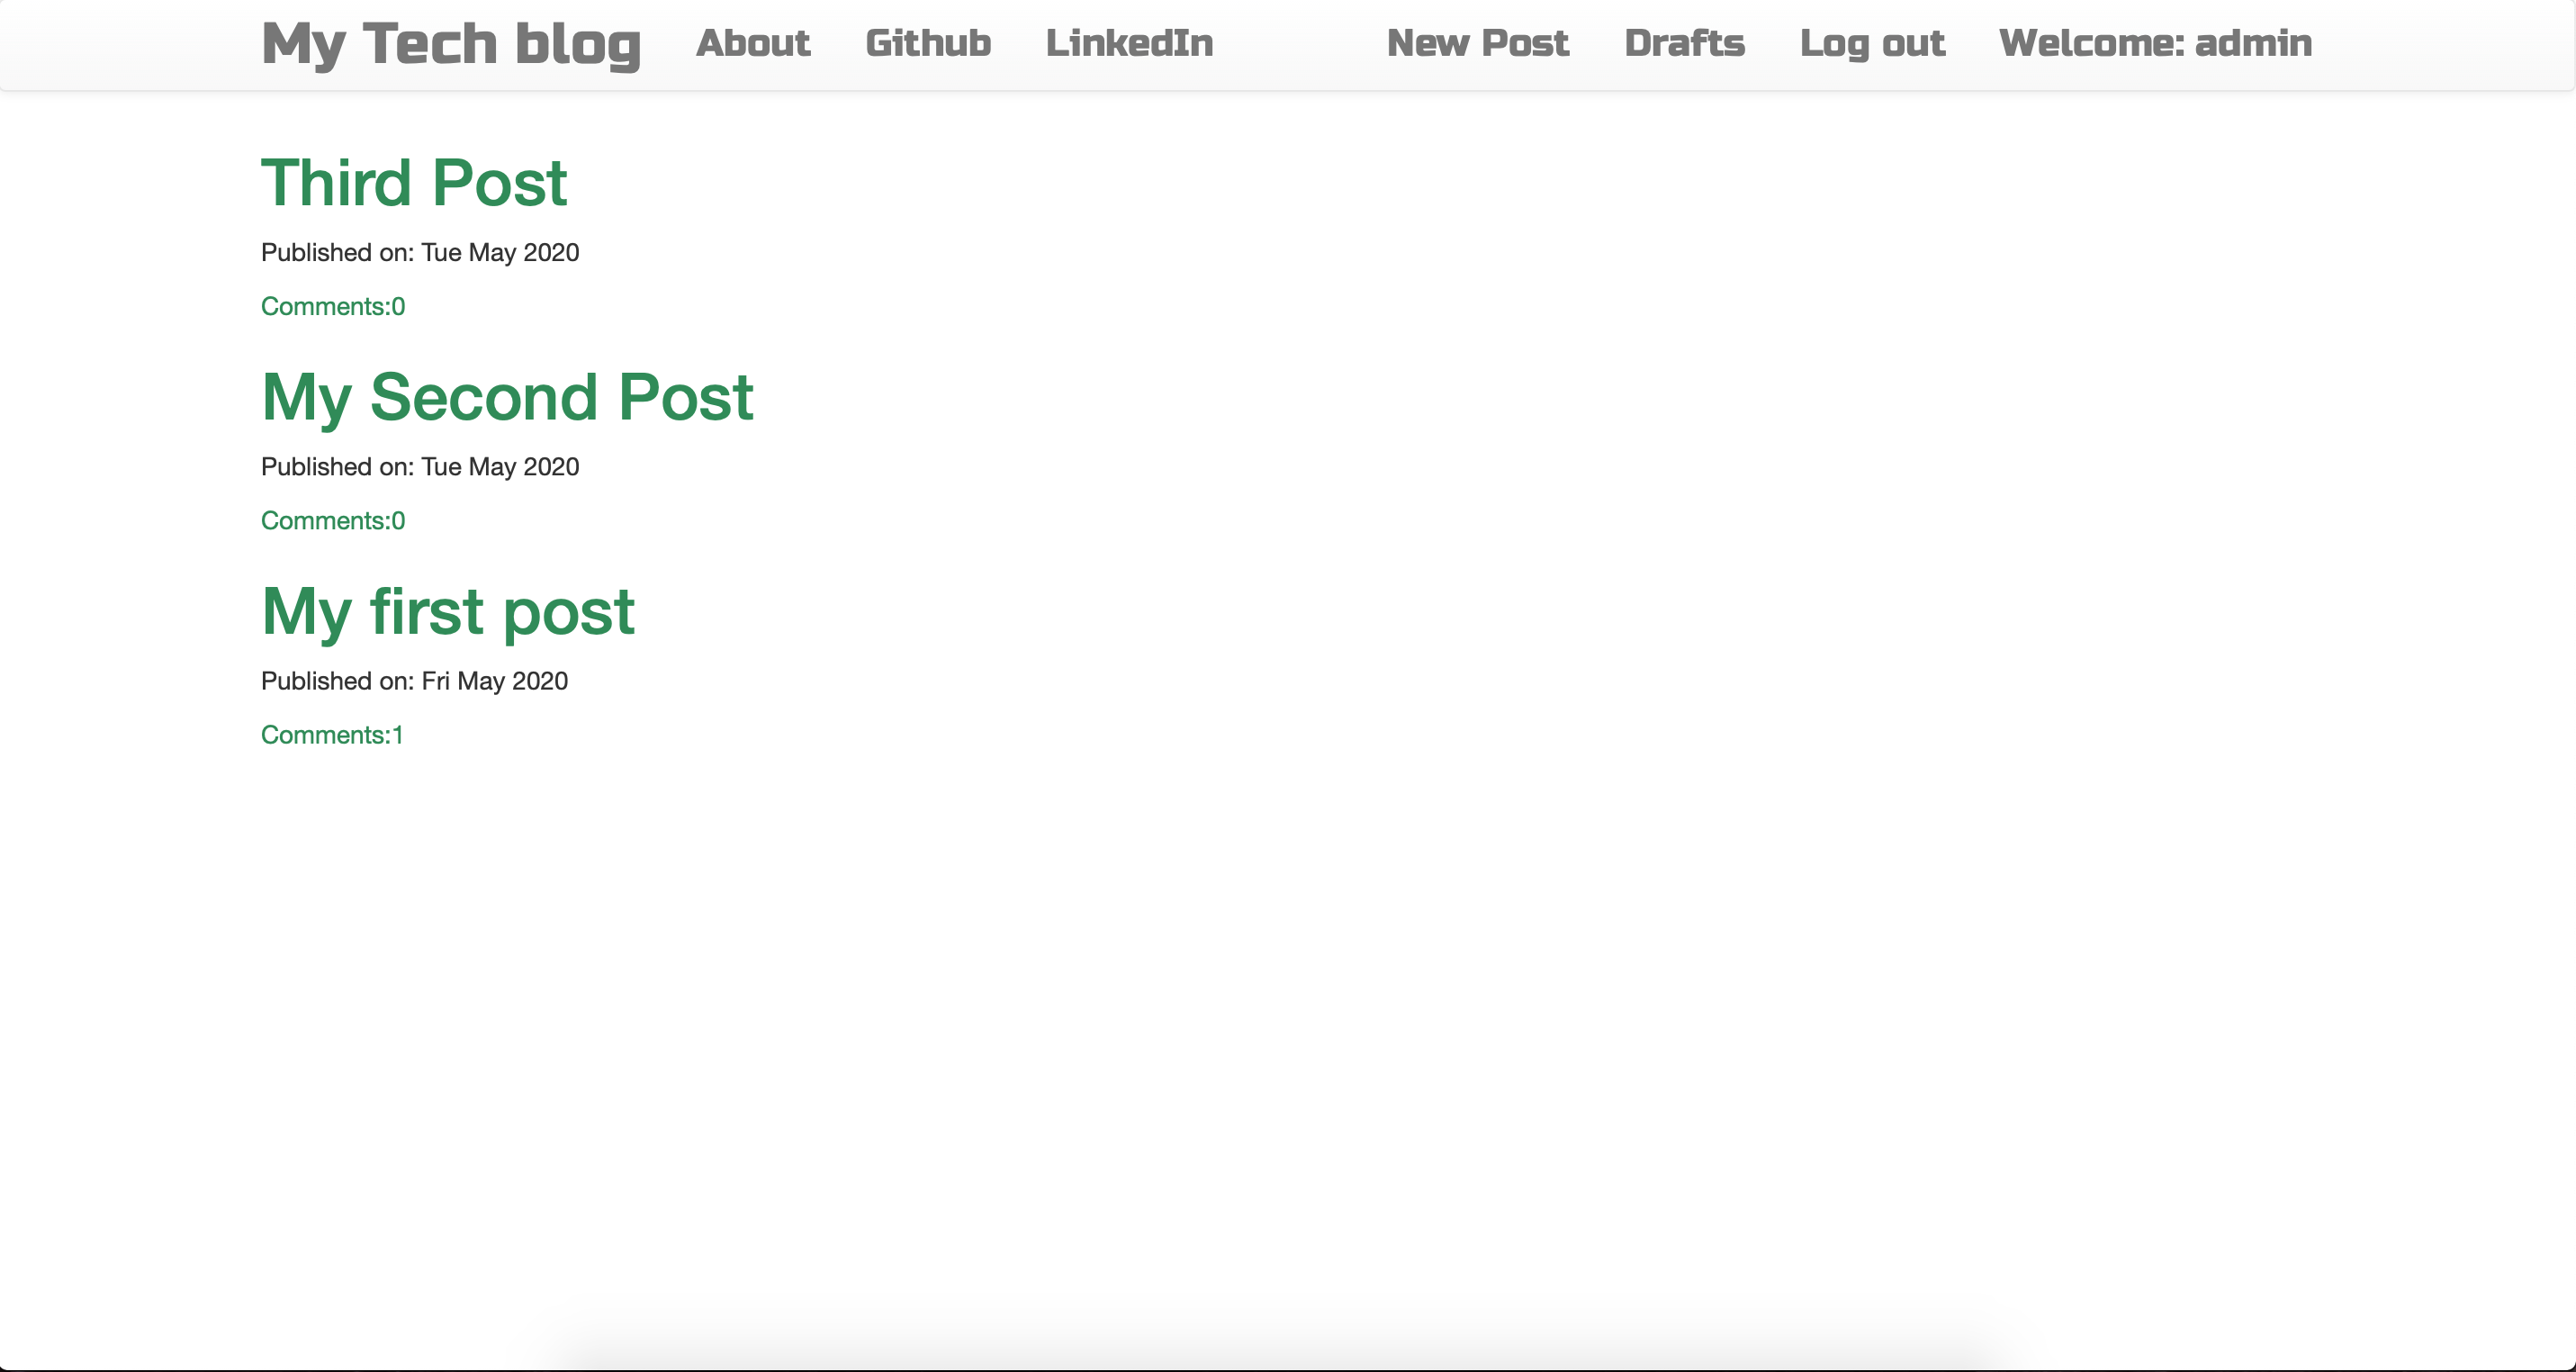 My Tech blog About Github LinkedIn New Post Drafts Log out Welcome: admin
Third Post
Published on: Tue May 2020
Comments:0
My Second Post
Published on: Tue May 2020
Comments:0
My first post
Published on: Fri May 2020
Comments:1